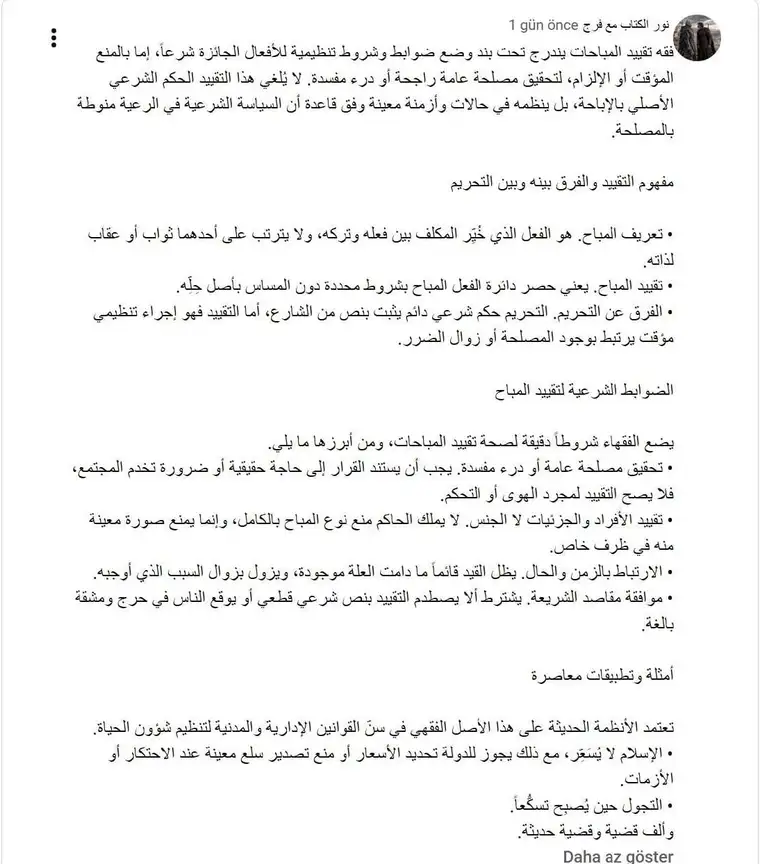 نور الكتاب مع فرج 1 gün önce
فقه تقييد المباحات يندرج تحت بند وضع ضوابط وشروط تنظيمية للأفعال الجائزة شرعاً، إما بالمنع
المؤقت أو الإلزام، لتحقيق مصلحة عامة راجحة أو درء مفسدة. لا يُلغي هذا التقييد الحكم الشرعي
الأصلي بالإباحة، بل ينظمه في حالات وأزمنة معينة وفق قاعدة أن السياسة الشرعية في الرعية منوطة
بالمصلحة.
مفهوم التقييد والفرق بينه وبين التحريم
• تعريف المباح. هو الفعل الذي خُيِّر المكلف بين فعله وتركه، ولا يترتب على أحدهما ثواب أو عقاب
لذاته.
• تقييد المباح. يعني حصر دائرة الفعل المباح بشروط محددة دون المساس بأصل حِلِّه.
• الفرق عن التحريم. التحريم حكم شرعي دائم يثبت بنص من الشارع، أما التقييد فهو إجراء تنظيمي
مؤقت يرتبط بوجود المصلحة أو زوال الضرر.
الضوابط الشرعية لتقييد المباح
يضع الفقهاء شروطاً دقيقة لصحة تقييد المباحات، ومن أبرزها ما يلي.
• تحقيق مصلحة عامة أو درء مفسدة. يجب أن يستند القرار إلى حاجة حقيقية أو ضرورة تخدم المجتمع،
فلا يصح التقييد لمجرد الهوى أو التحكم.
• تقييد الأفراد والجزئيات لا الجنس. لا يملك الحاكم منع نوع المباح بالكامل، وإنما يمنع صورة معينة
منه في ظرف خاص.
• الارتباط بالزمن والحال. يظل القيد قائماً ما دامت العلة موجودة، ويزول بزوال السبب الذي أوجبه.
• موافقة مقاصد الشريعة. يشترط ألا يصطدم التقييد بنص شرعي قطعي أو يوقع الناس في حرج ومشقة
بالغة.
أمثلة وتطبيقات معاصرة
تعتمد الأنظمة الحديثة على هذا الأصل الفقهي في سنّ القوانين الإدارية والمدنية لتنظيم شؤون الحياة.
• الإسلام لا يُسَعِّر، مع ذلك يجوز للدولة تحديد الأسعار أو منع تصدير سلع معينة عند الاحتكار أو
الأزمات.
• التجول حين يُصبح تسكُّعاً.
وألف قضية وقضية حديثة.
Daha az göster